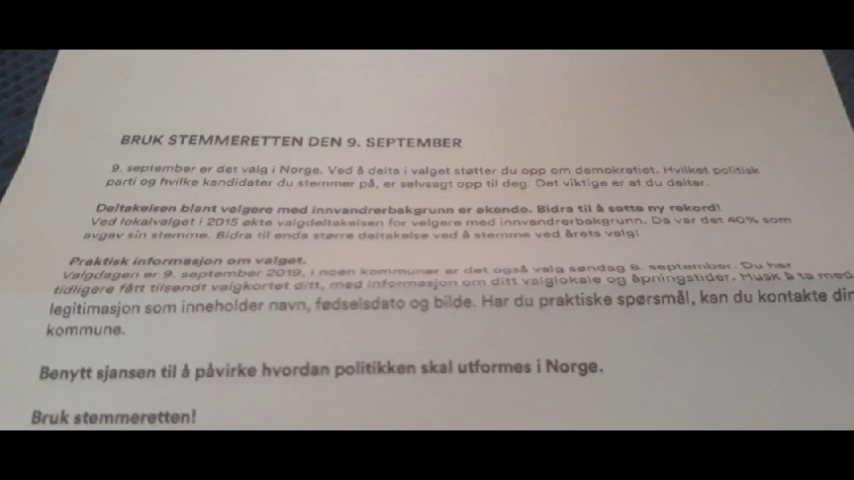 BRUK STEMMERETTEN DEN 9. SEPTEMBER
9. september er det valg i Norge. Ved å delta i valget støtter du opp om demokratiet. Hvilket politisk
parti og hvilke kandidater du stemmer på, er selvsagt opp til deg. Det viktige er at du deltar.
Deltakelsen blant velgere med innvandrerbakgrunn er økende. Bidra til å sette ny rekord!
Ved lokalvalget i 2015 økte valgdeltakelsen for velgere med innvandrerbakgrunn. Da var det 40% som
avgav sin stemme. Bidra til enda større deltakelse ved å stemme ved årets valg!
Praktisk informasjon om valget.
Valgdagen er 9. september 2019, i noen kommuner er det også valg søndag 8. september. Du har
tidligere fått tilsendt valgkortet ditt, med informasjon om ditt valglokale og åpningstider. Husk å ta med
legitimasjon som inneholder navn, fødselsdato og bilde. Har du praktiske spørsmål, kan du kontakte din
kommune.
Benytt sjansen til å påvirke hvordan politikken skal utformes i Norge.
Bruk stemmeretten!